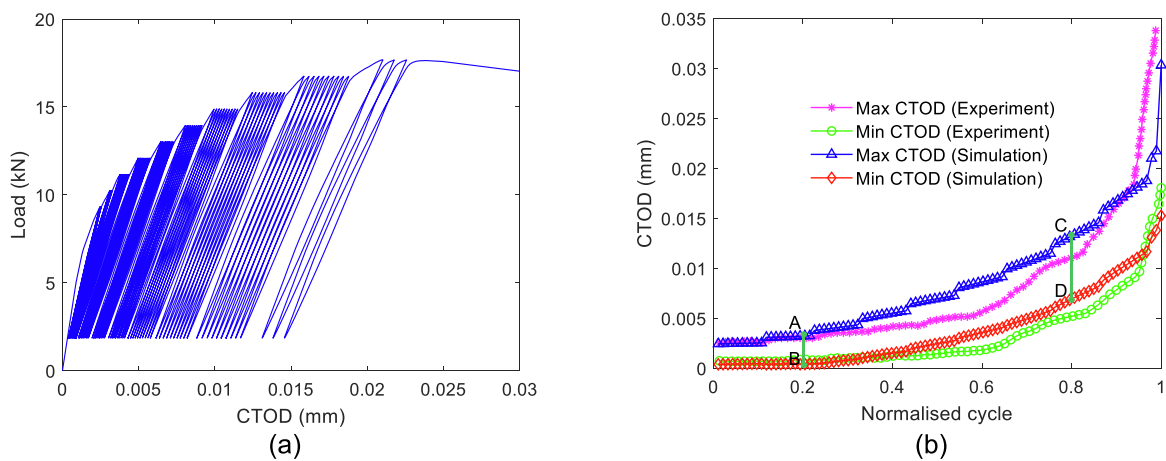 20
15
10
5
0
Load (kN)
0
0.005
0.01
0.015
0.02
0.025
0.03
CTOD (mm)
(a)
0.035
0.03
0.025
0.02
0.015
0.01
0.005
0
CTOD (mm)
Max CTOD (Experiment)
Min CTOD (Experiment)
Max CTOD (Simulation)
Min CTOD (Simulation)
A
B
C
D
0
0.2
0.4
0.6
0.8
1
Normalised cycle
(b)